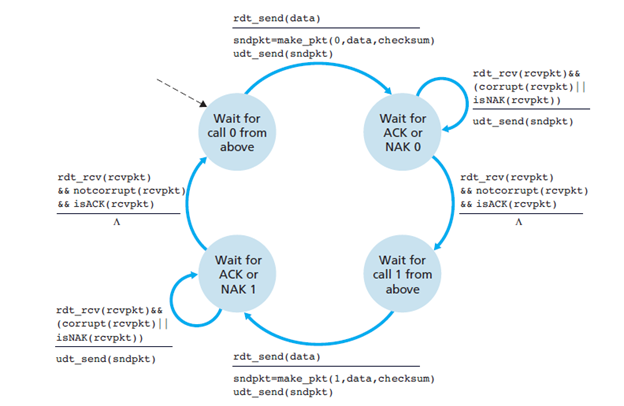 rdt_send(data)
sndpkt=make_pkt(0,data,checksum)
udt_send(sndpkt)
rdt_rcv(rcvpkt)&&
(corrupt(rcvpkt)||
isNAK(rcvpkt))
udt_send(sndpkt)
Wait for
call 0 from
above
Wait for
ACK or
NAK 0
rdt_rcv(rcvpkt)
&& notcorrupt(rcvpkt)
&& isACK(rcvpkt)
Λ
rdt_rcv(rcvpkt)
&& notcorrupt(rcvpkt)
&& isACK(rcvpkt)
Λ
Wait for
ACK or
NAK 1
Wait for
call 1 from
above
rdt_rcv(rcvpkt)&&
(corrupt(rcvpkt)||
isNAK(rcvpkt))
udt_send(sndpkt)
rdt_send(data)
sndpkt=make_pkt(1,data,checksum)
udt_send(sndpkt)